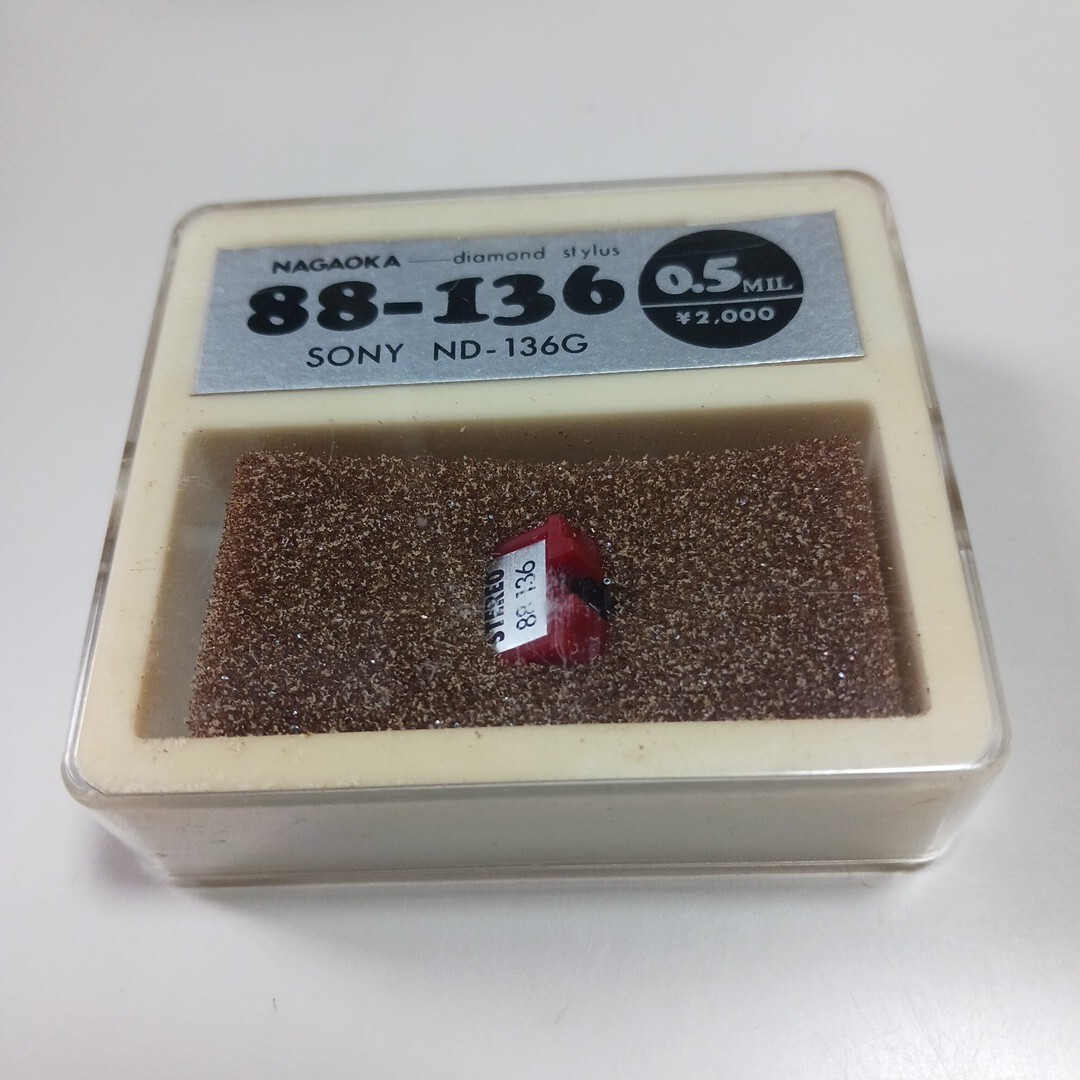 NAGAOKA — diamond stylus
88-136
SONY ND-136G
0.5 MIL
¥2,000
STEREO
88-136